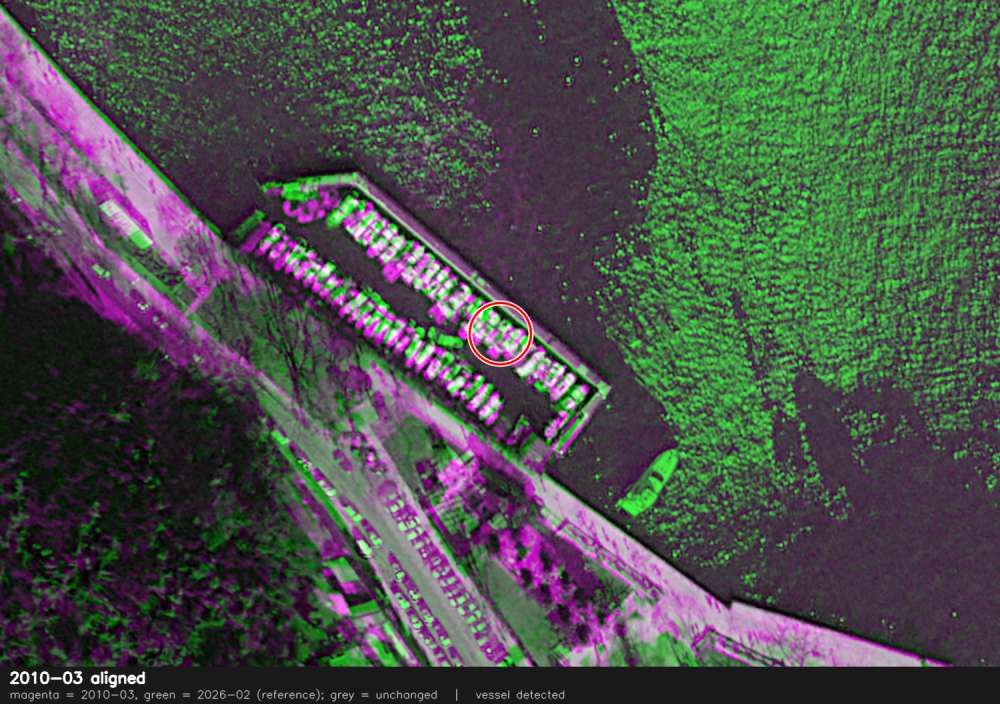 2010-03 aligned
magenta = 2010-03, green = 2026-02 (reference); grey = unchanged | vessel detected